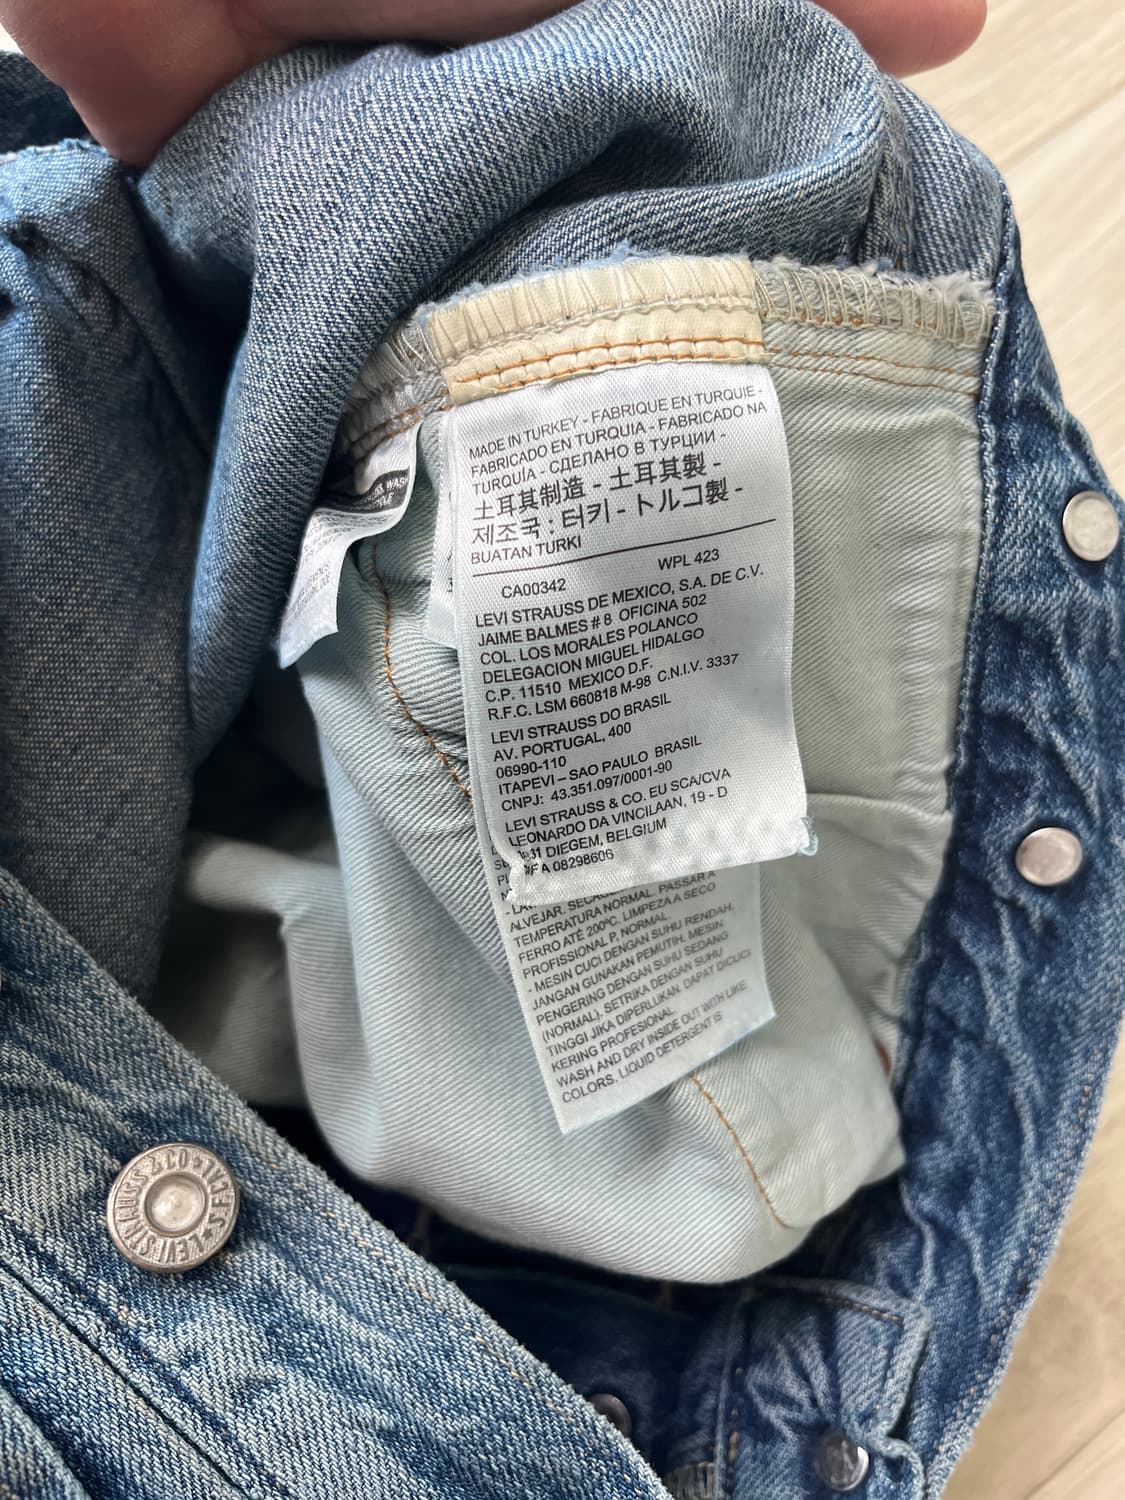 MADE IN TURKEY - FABRIQUE EN TURQUIE -
FABRICADO EN TURQUIA - FABRICADO NA
TURQUÍA - СДЕЛАНО В ТУРЦИИ -
土耳其制造 - 土耳其製 -
제조국 : 터키 - トルコ製 -
BUATAN TURKI
CA00342 WPL 423
LEVI STRAUSS DE MEXICO, S.A. DE C.V.
JAIME BALMES # 8 OFICINA 502
COL. LOS MORALES POLANCO
DELEGACION MIGUEL HIDALGO
C.P. 11510 MEXICO D.F.
R.F.C. LSM 660818 M-98 C.N.I.V. 3337
LEVI STRAUSS DO BRASIL
AV. PORTUGAL, 400
06990-110
ITAPEVI – SAO PAULO BRASIL
CNPJ: 43.351.097/0001-90
LEVI STRAUSS & CO. EU SCA/CVA
LEONARDO DA VINCILAAN, 19 - D
DIEGEM, BELGIUM
08298606
ALVEJAR.
TEMPERATURA NORMAL. PASSAR A
FERRO ATÉ 200ºC. LIMPEZA A SECO
PROFISSIONAL P, NORMAL.
- MESIN CUCI DENGAN SUHU RENDAH.
JANGAN GUNAKAN PEMUTIH. MESIN
PENGERING DENGAN SUHU SEDANG
(NORMAL). SETRIKA DENGAN SUHU
TINGGI JIKA DIPERLUKAN. DAPAT DICUCI
KERING PROFESIONAL.
WASH AND DRY INSIDE OUT WITH LIKE
COLORS. LIQUID DETERGENT IS
LEVI STRAUSS & CO